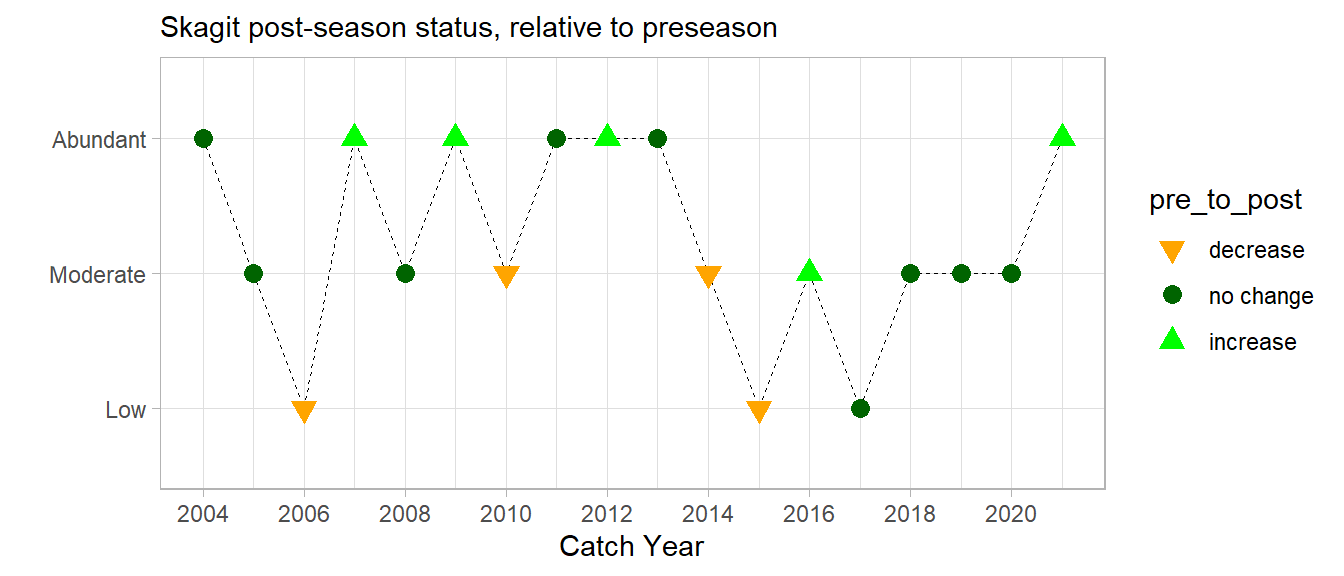 Skagit post-season status, relative to preseason
Abundant
Moderate
Low
2004 2006 2008 2010 2012 2014 2016 2018 2020
Catch Year
pre_to_post
decrease
no change
increase